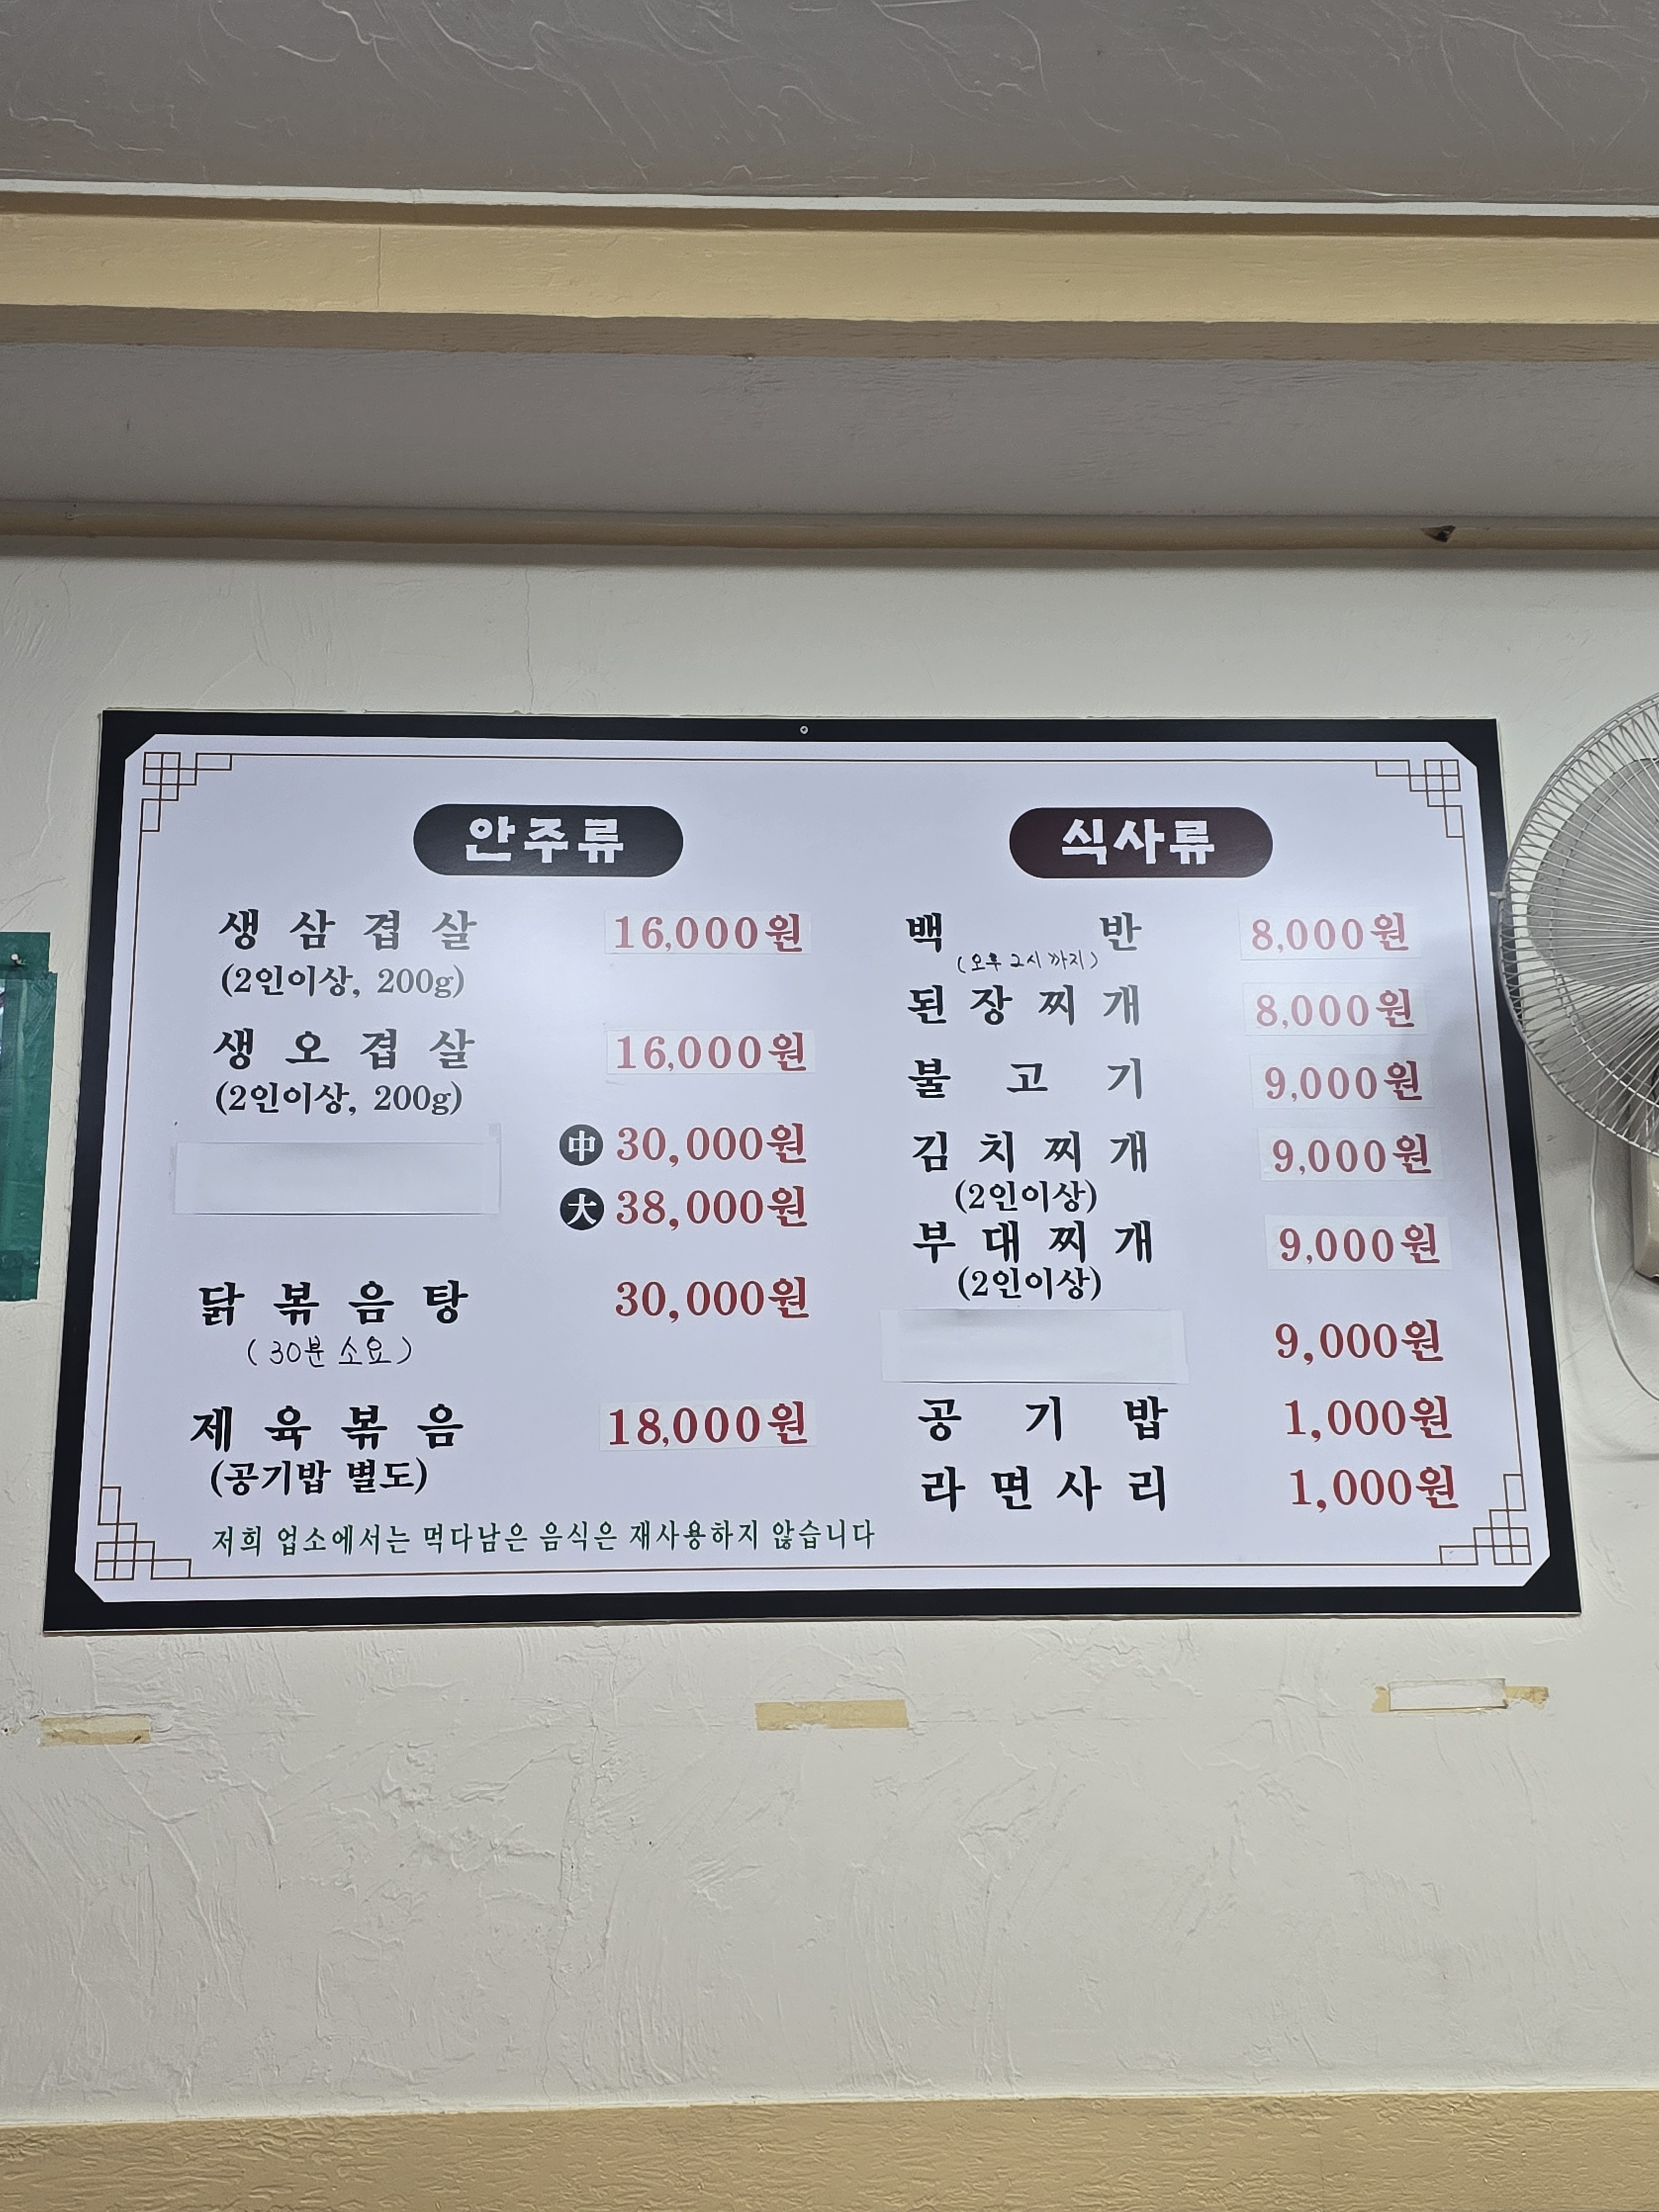 안주류
생삼겹살 16,000원
(2인이상, 200g)
생오겹살 16,000원
(2인이상, 200g)
中 30,000원
大 38,000원
닭볶음탕 30,000원
(30분 소요)
제육볶음 18,000원
(공기밥 별도)
식사류
백반 8,000원
(오후 2시 까지)
된장찌개 8,000원
불고기 9,000원
김치찌개 9,000원
(2인이상)
부대찌개 9,000원
(2인이상)
9,000원
공기밥 1,000원
라면사리 1,000원
저희 업소에서는 먹다남은 음식은 재사용하지 않습니다